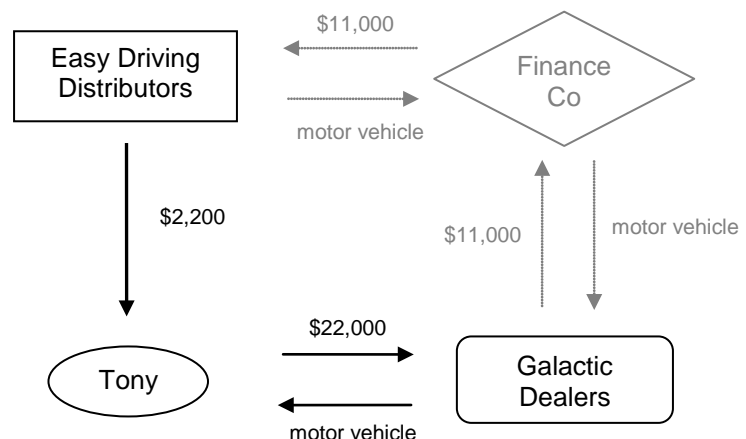 $11,000
Easy Driving
Distributors
Finance
Co
motor vehicle
$2,200
$11,000
motor vehicle
$22,000
Tony
Galactic
Dealers
motor vehicle